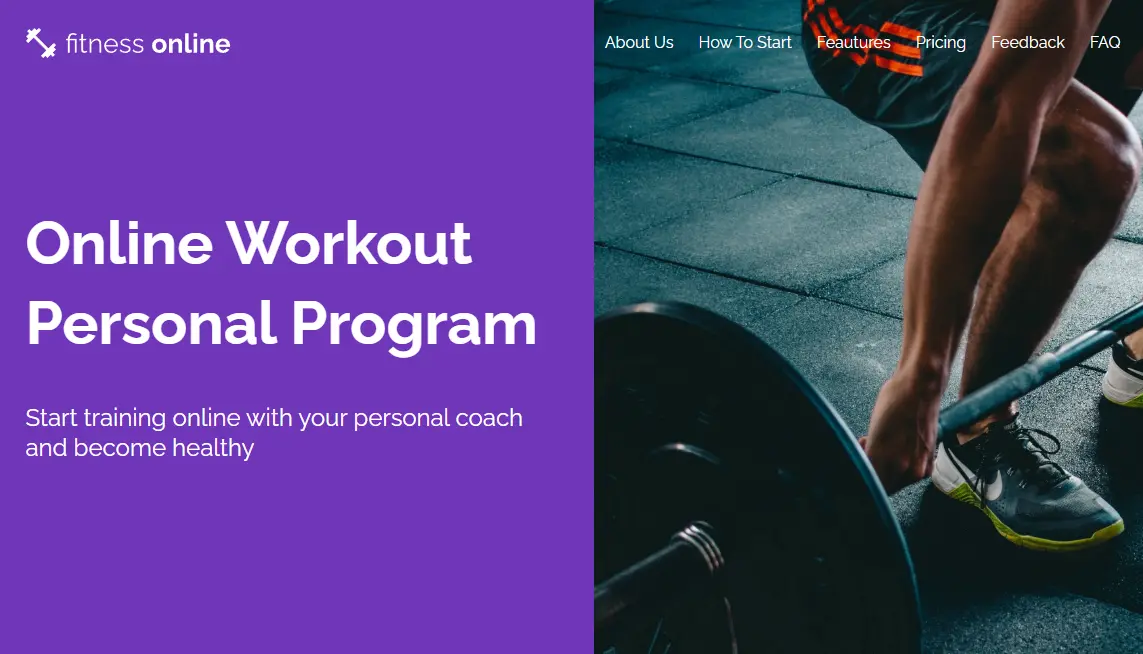 fitness online
About Us How To Start Feautures Pricing Feedback FAQ
Online Workout
Personal Program
Start training online with your personal coach
and become healthy